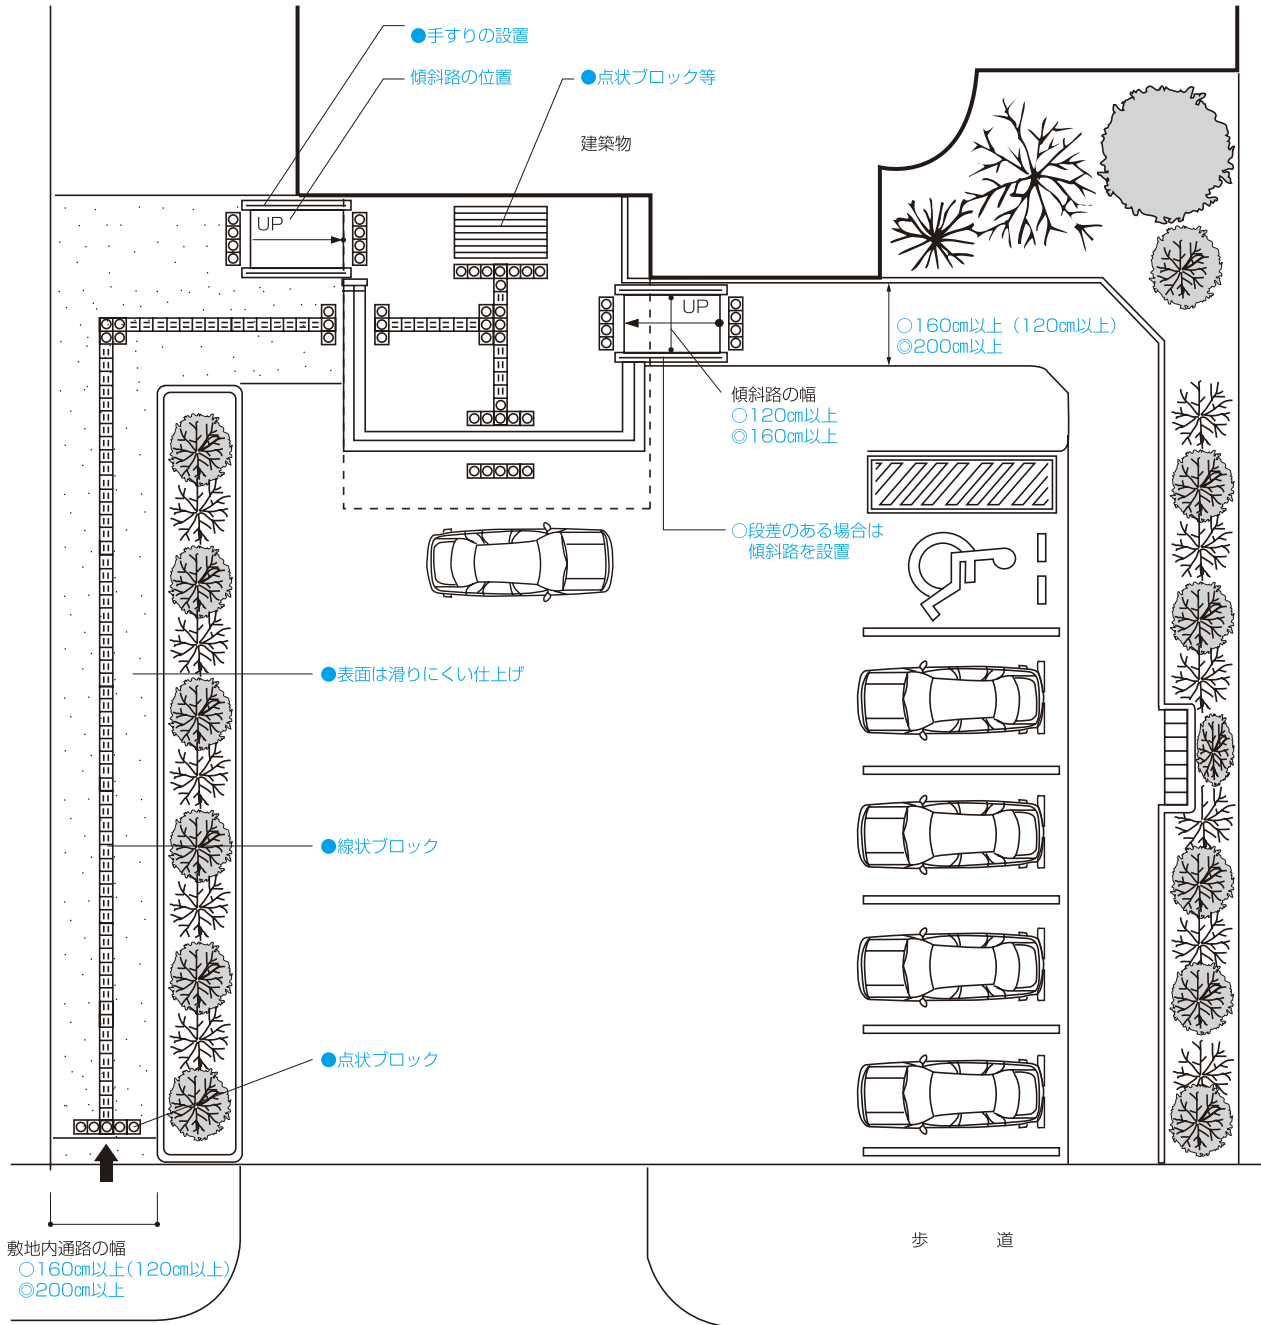 ●手すりの設置
傾斜路の位置
●点状ブロック等
建築物
UP
UP
○160㎝以上（120㎝以上）
◎200㎝以上
傾斜路の幅
○120㎝以上
◎160㎝以上
○段差のある場合は
傾斜路を設置
●表面は滑りにくい仕上げ
●線状ブロック
●点状ブロック
敷地内通路の幅
○160㎝以上（120㎝以上）
◎200㎝以上
歩　道